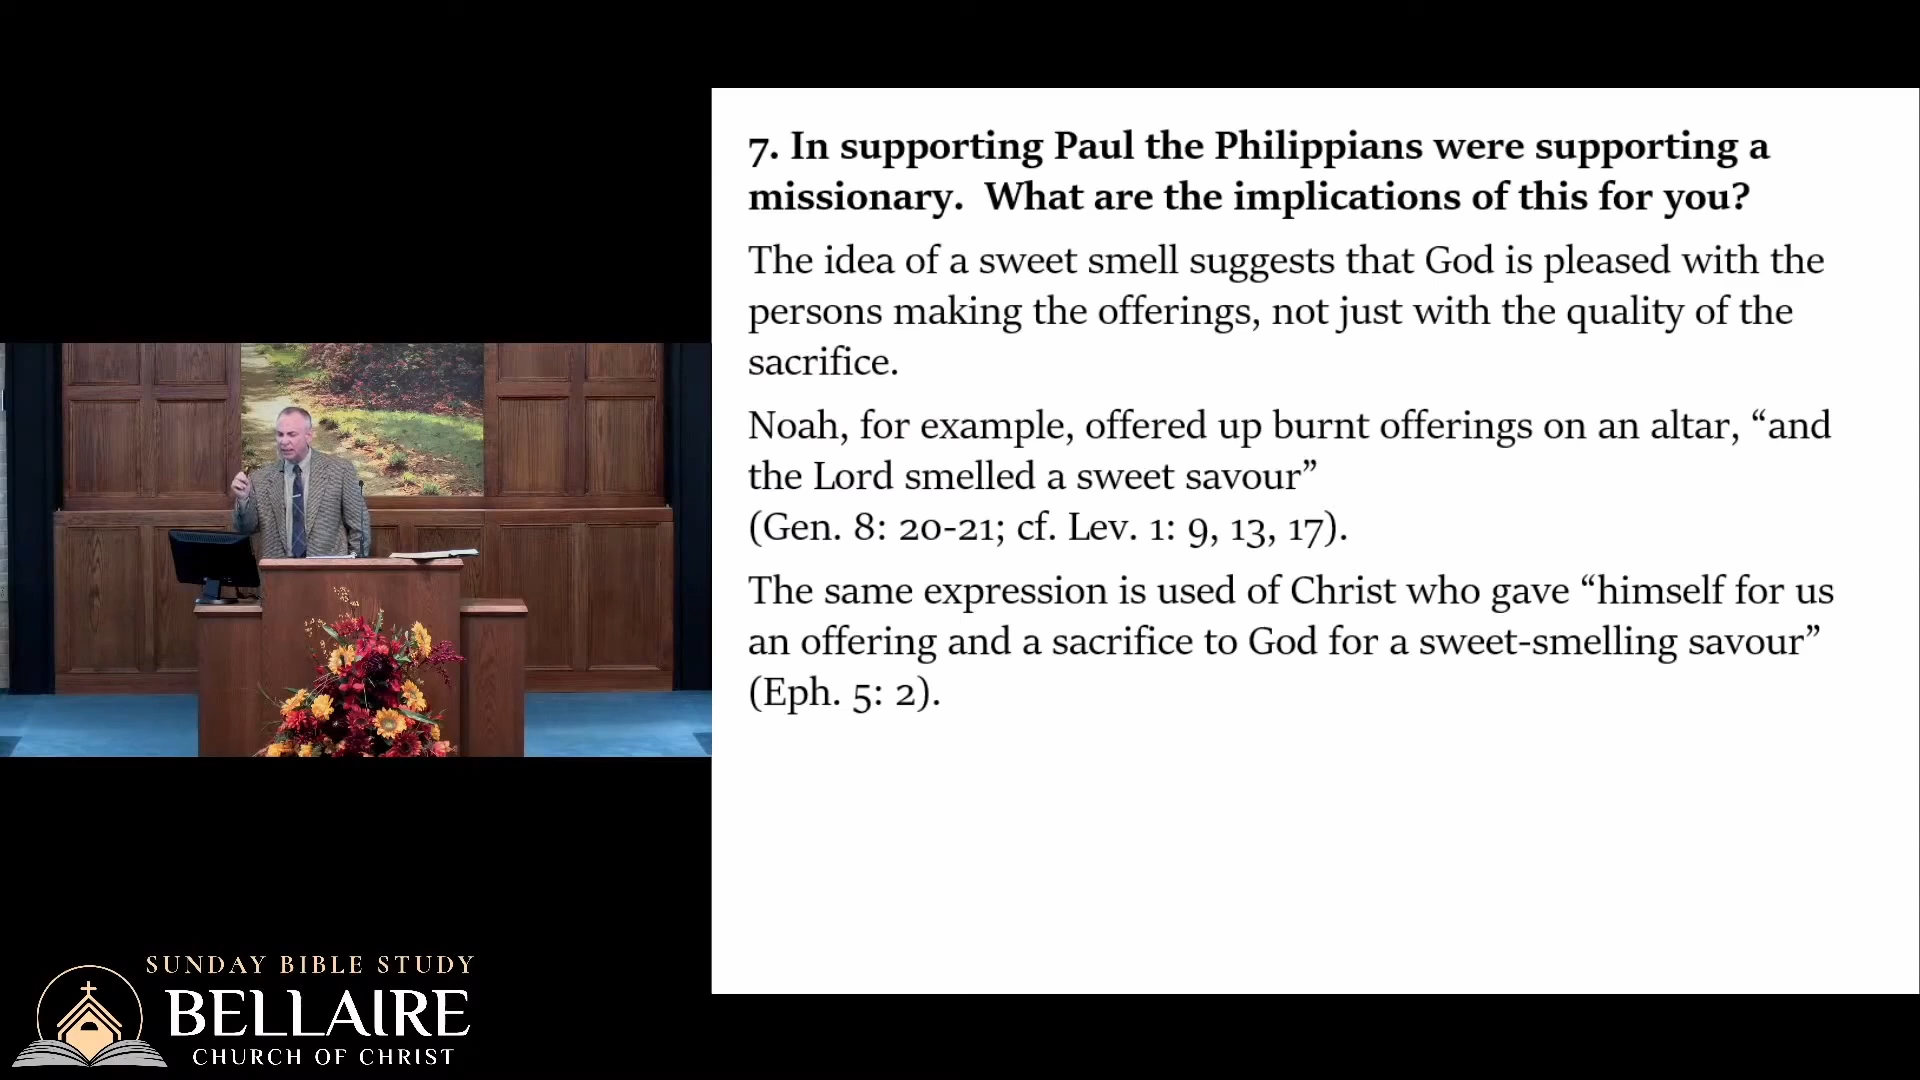 7. In supporting Paul the Philippians were supporting a
missionary.  What are the implications of this for you?
The idea of a sweet smell suggests that God is pleased with the
persons making the offerings, not just with the quality of the
sacrifice.
Noah, for example, offered up burnt offerings on an altar, “and
the Lord smelled a sweet savour”
(Gen. 8: 20-21; cf. Lev. 1: 9, 13, 17).
The same expression is used of Christ who gave “himself for us
an offering and a sacrifice to God for a sweet-smelling savour”
(Eph. 5: 2).
SUNDAY BIBLE STUDY
BELLAIRE
CHURCH OF CHRIST